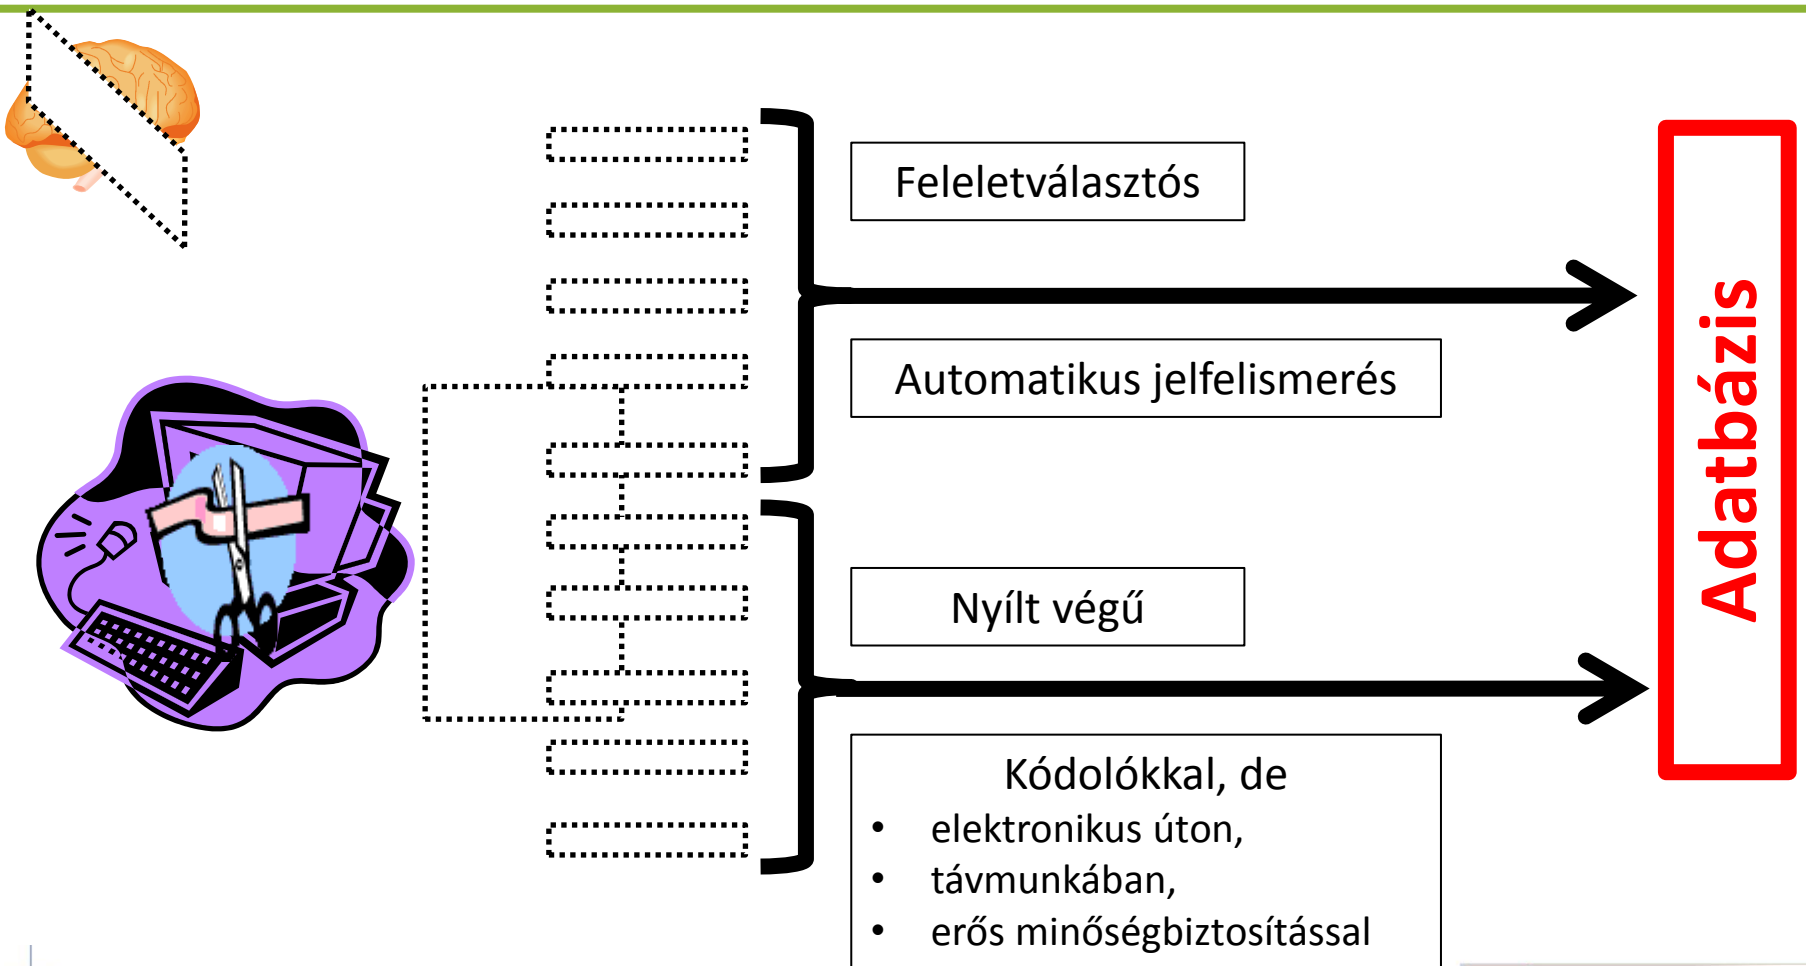 Feleletválasztós
Automatikus jelfelismerés
Nyílt végű
Kódolókkal, de
• elektronikus úton,
• távmunkában,
• erős minőségbiztosítással
Adatbázis